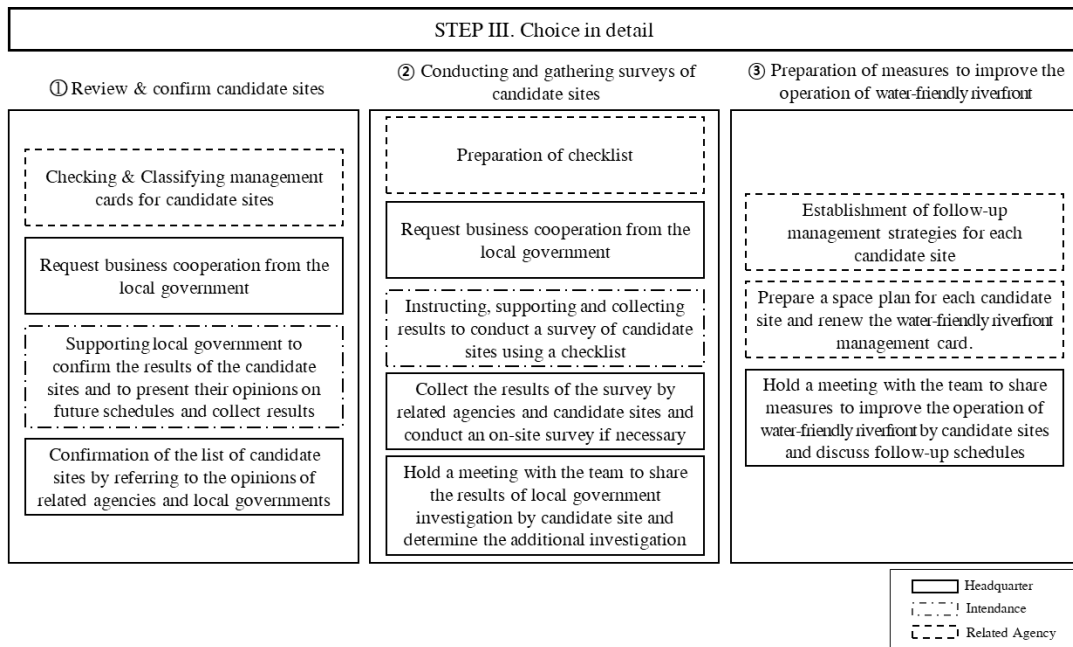 STEP III. Choice in detail
① Review & confirm candidate sites
Checking & Classifying management
cards for candidate sites
Request business cooperation from the
local government
Supporting local government to
confirm the results of the candidate
sites and to present their opinions on
future schedules and collect results
Confirmation of the list of candidate
sites by referring to the opinions of
related agencies and local governments
② Conducting and gathering surveys of
candidate sites
Preparation of checklist
Request business cooperation from the
local government
Instructing, supporting and collecting
results to conduct a survey of candidate
sites using a checklist
Collect the results of the survey by
related agencies and candidate sites and
conduct an on-site survey if necessary
Hold a meeting with the team to share
the results of local government
investigation by candidate site and
determine the additional investigation
③ Preparation of measures to improve the
operation of water-friendly riverfront
Establishment of follow-up
management strategies for each
candidate site
Prepare a space plan for each candidate
site and renew the water-friendly riverfront
management card.
Hold a meeting with the team to share
measures to improve the operation of
water-friendly riverfront by candidate sites
and discuss follow-up schedules
Headquarter
Intendance
Related Agency